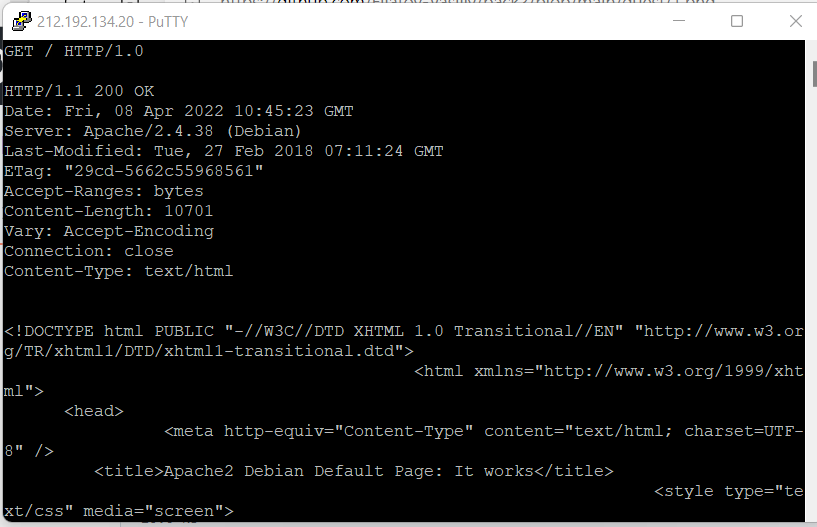 212.192.134.20 - PuTTY
GET / HTTP/1.0
HTTP/1.1 200 OK
Date: Fri, 08 Apr 2022 10:45:23 GMT
Server: Apache/2.4.38 (Debian)
Last-Modified: Tue, 27 Feb 2018 07:11:24 GMT
ETag: "29cd-5662c55968561"
Accept-Ranges: bytes
Content-Length: 10701
Vary: Accept-Encoding
Connection: close
Content-Type: text/html
<!DOCTYPE html PUBLIC "-//W3C//DTD XHTML 1.0 Transitional//EN" "http://www.w3.or
g/TR/xhtml1/DTD/xhtml1-transitional.dtd">
<html xmlns="http://www.w3.org/1999/xht
ml">
<head>
<meta http-equiv="Content-Type" content="text/html; charset=UTF-
8" />
<title>Apache2 Debian Default Page: It works</title>
<style type="te
xt/css" media="screen">